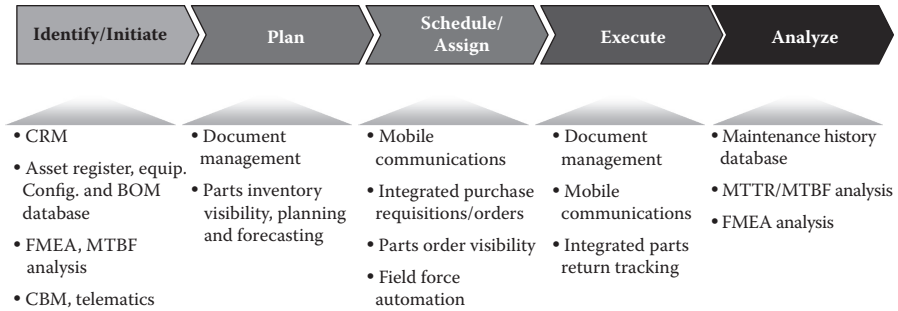 Identify/Initiate
Plan
Schedule/
Assign
Execute
Analyze
• CRM
• Asset register, equip.
Config. and BOM
database
• FMEA, MTBF
analysis
• CBM, telematics
• Document
management
• Parts inventory
visibility, planning
and forecasting
• Mobile
communications
• Integrated purchase
requisitions/orders
• Parts order visibility
• Field force
automation
• Document
management
• Mobile
communications
• Integrated parts
return tracking
• Maintenance history
database
• MTTR/MTBF analysis
• FMEA analysis